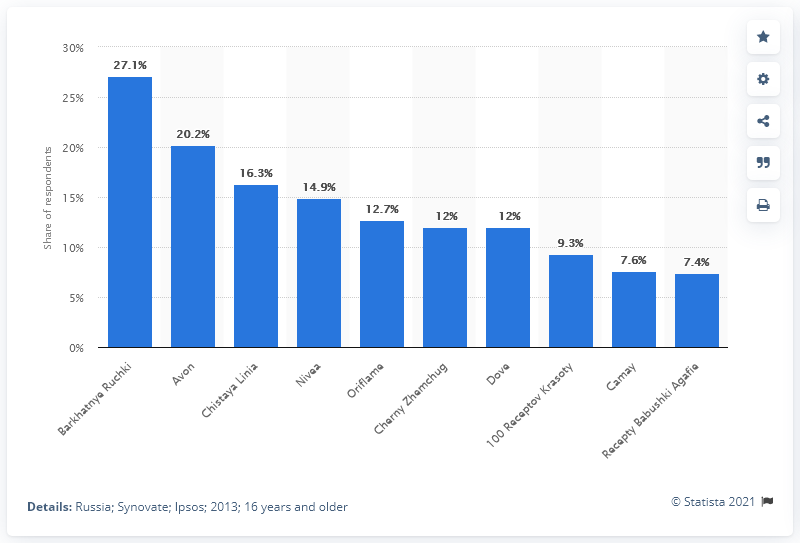 30%
25%
20%
15%
10%
5%
0%
Share of respondents
27.1%
20.2%
16.3%
14.9%
12.7%
12%
12%
9.3%
7.6%
7.4%
Barkhatnye Ruchki
Avon
Chistaya Linia
Nivea
Oriflame
Cherny Zhemchug
Dove
100 Receptov Krasoty
Camay
Recepty Babushki Agafie
Details: Russia; Synovate; Ipsos; 2013; 16 years and older
© Statista 2021